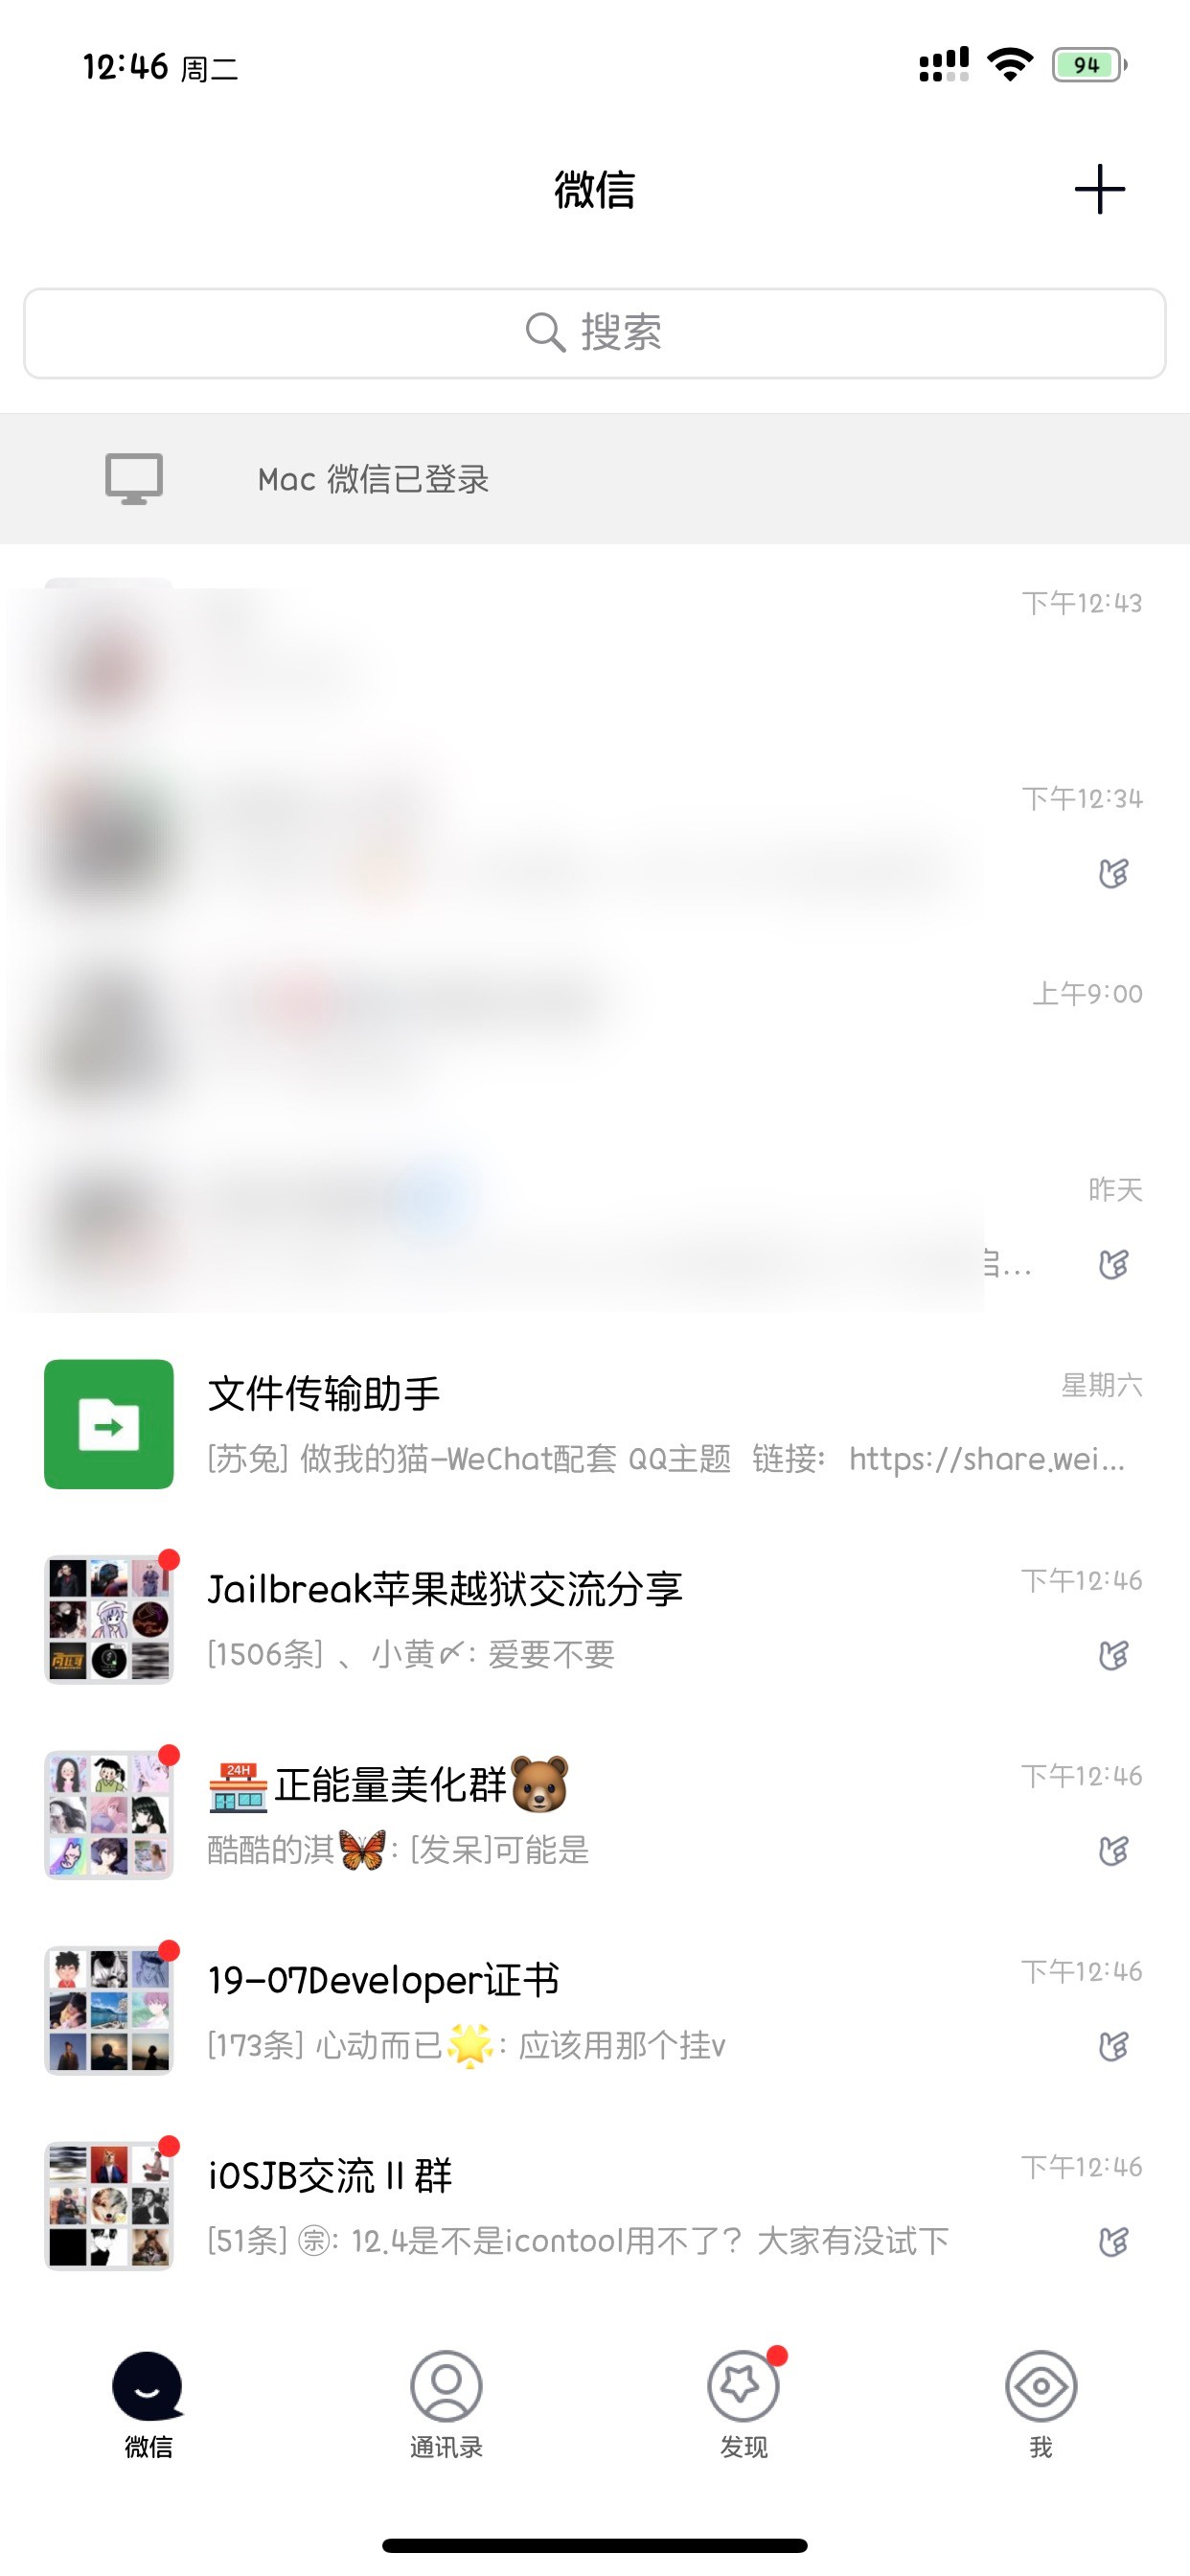 12:46 周二
94
微信
搜索
Mac 微信已登录
下午12:43
下午12:34
上午9:00
昨天
...
文件传输助手
星期六
[苏兔] 做我的猫-WeChat配套 QQ主题 链接: https://share.wei...
Jailbreak苹果越狱交流分享
下午12:46
[1506条] 、小黄〆: 爱要不要
24H
正能量美化群🐻
下午12:46
酷酷的淇🦋: [发呆]可能是
19-07Developer证书
下午12:46
[173条] 心动而已🌟: 应该用那个挂v
iOSJB交流 II 群
下午12:46
[51条] ㊪: 12.4是不是icontool用不了? 大家有没试下
微信
通讯录
发现
我